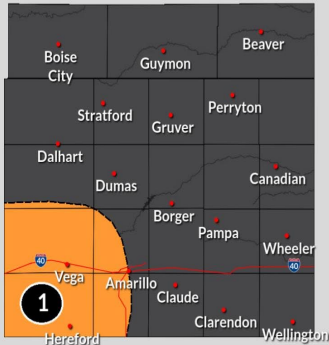 Boise
City
Guymon
Beaver
Stratford
Gruver
Perryton
Dalhart
Dumas
Canadian
Borger
Pampa
Wheeler
40
40
Vega
Amarillo
Claude
1
Clarendon
Hereford
Wellington